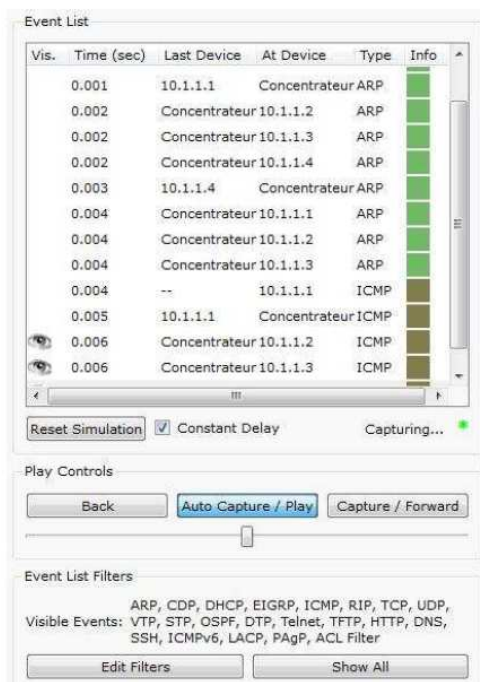 Event List
Vis. Time (sec) Last Device At Device Type Info
0.001 10.1.1.1 Concentrateur ARP
0.002 Concentrateur 10.1.1.2 ARP
0.002 Concentrateur 10.1.1.3 ARP
0.002 Concentrateur 10.1.1.4 ARP
0.003 10.1.1.4 Concentrateur ARP
0.004 Concentrateur 10.1.1.1 ARP
0.004 Concentrateur 10.1.1.2 ARP
0.004 Concentrateur 10.1.1.3 ARP
0.004 -- 10.1.1.1 ICMP
0.005 10.1.1.1 Concentrateur ICMP
0.006 Concentrateur 10.1.1.2 ICMP
0.006 Concentrateur 10.1.1.3 ICMP
Reset Simulation Constant Delay Capturing...
Play Controls
Back Auto Capture / Play Capture / Forward
Event List Filters
ARP, CDP, DHCP, EIGRP, ICMP, RIP, TCP, UDP,
Visible Events: VTP, STP, OSPF, DTP, Telnet, TFTP, HTTP, DNS,
SSH, ICMPv6, LACP, PAgP, ACL Filter
Edit Filters Show All